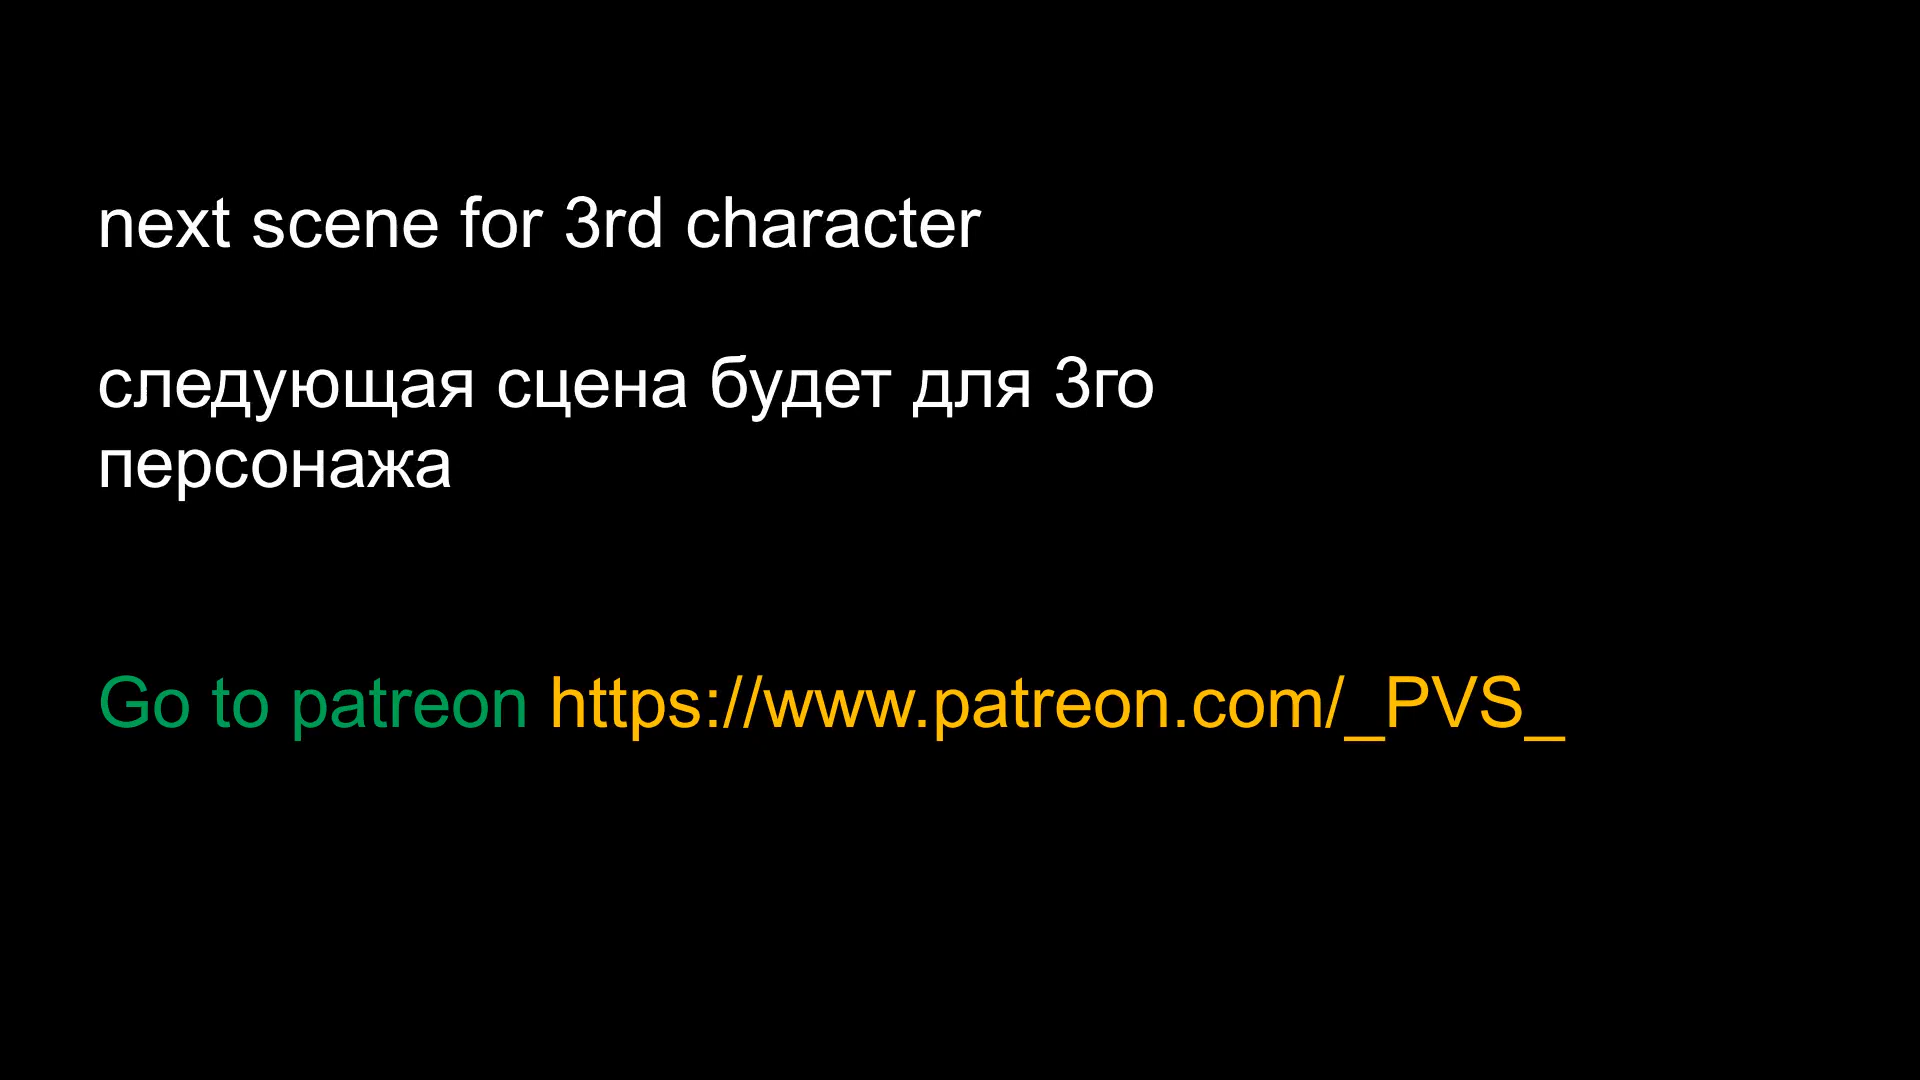 next scene for 3rd character
следующая сцена будет для 3го
персонажа
Go to patreon https://www.patreon.com/_PVS_